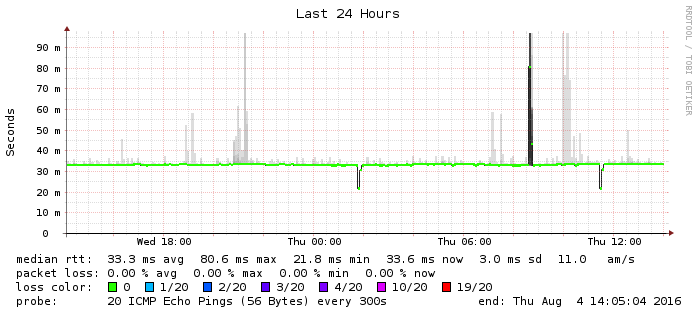 Last 24 Hours
RRDTOOL / TOBI OETIKER
Seconds
90 m
80 m
70 m
60 m
50 m
40 m
30 m
20 m
10 m
0
Wed 18:00 Thu 00:00 Thu 06:00 Thu 12:00
median rtt: 33.3 ms avg 80.6 ms max 21.8 ms min 33.6 ms now 3.0 ms sd 11.0 am/s
packet loss: 0.00 % avg 0.00 % max 0.00 % min 0.00 % now
loss color: 0 1/20 2/20 3/20 4/20 10/20 19/20
probe: 20 ICMP Echo Pings (56 Bytes) every 300s end: Thu Aug 4 14:05:04 2016